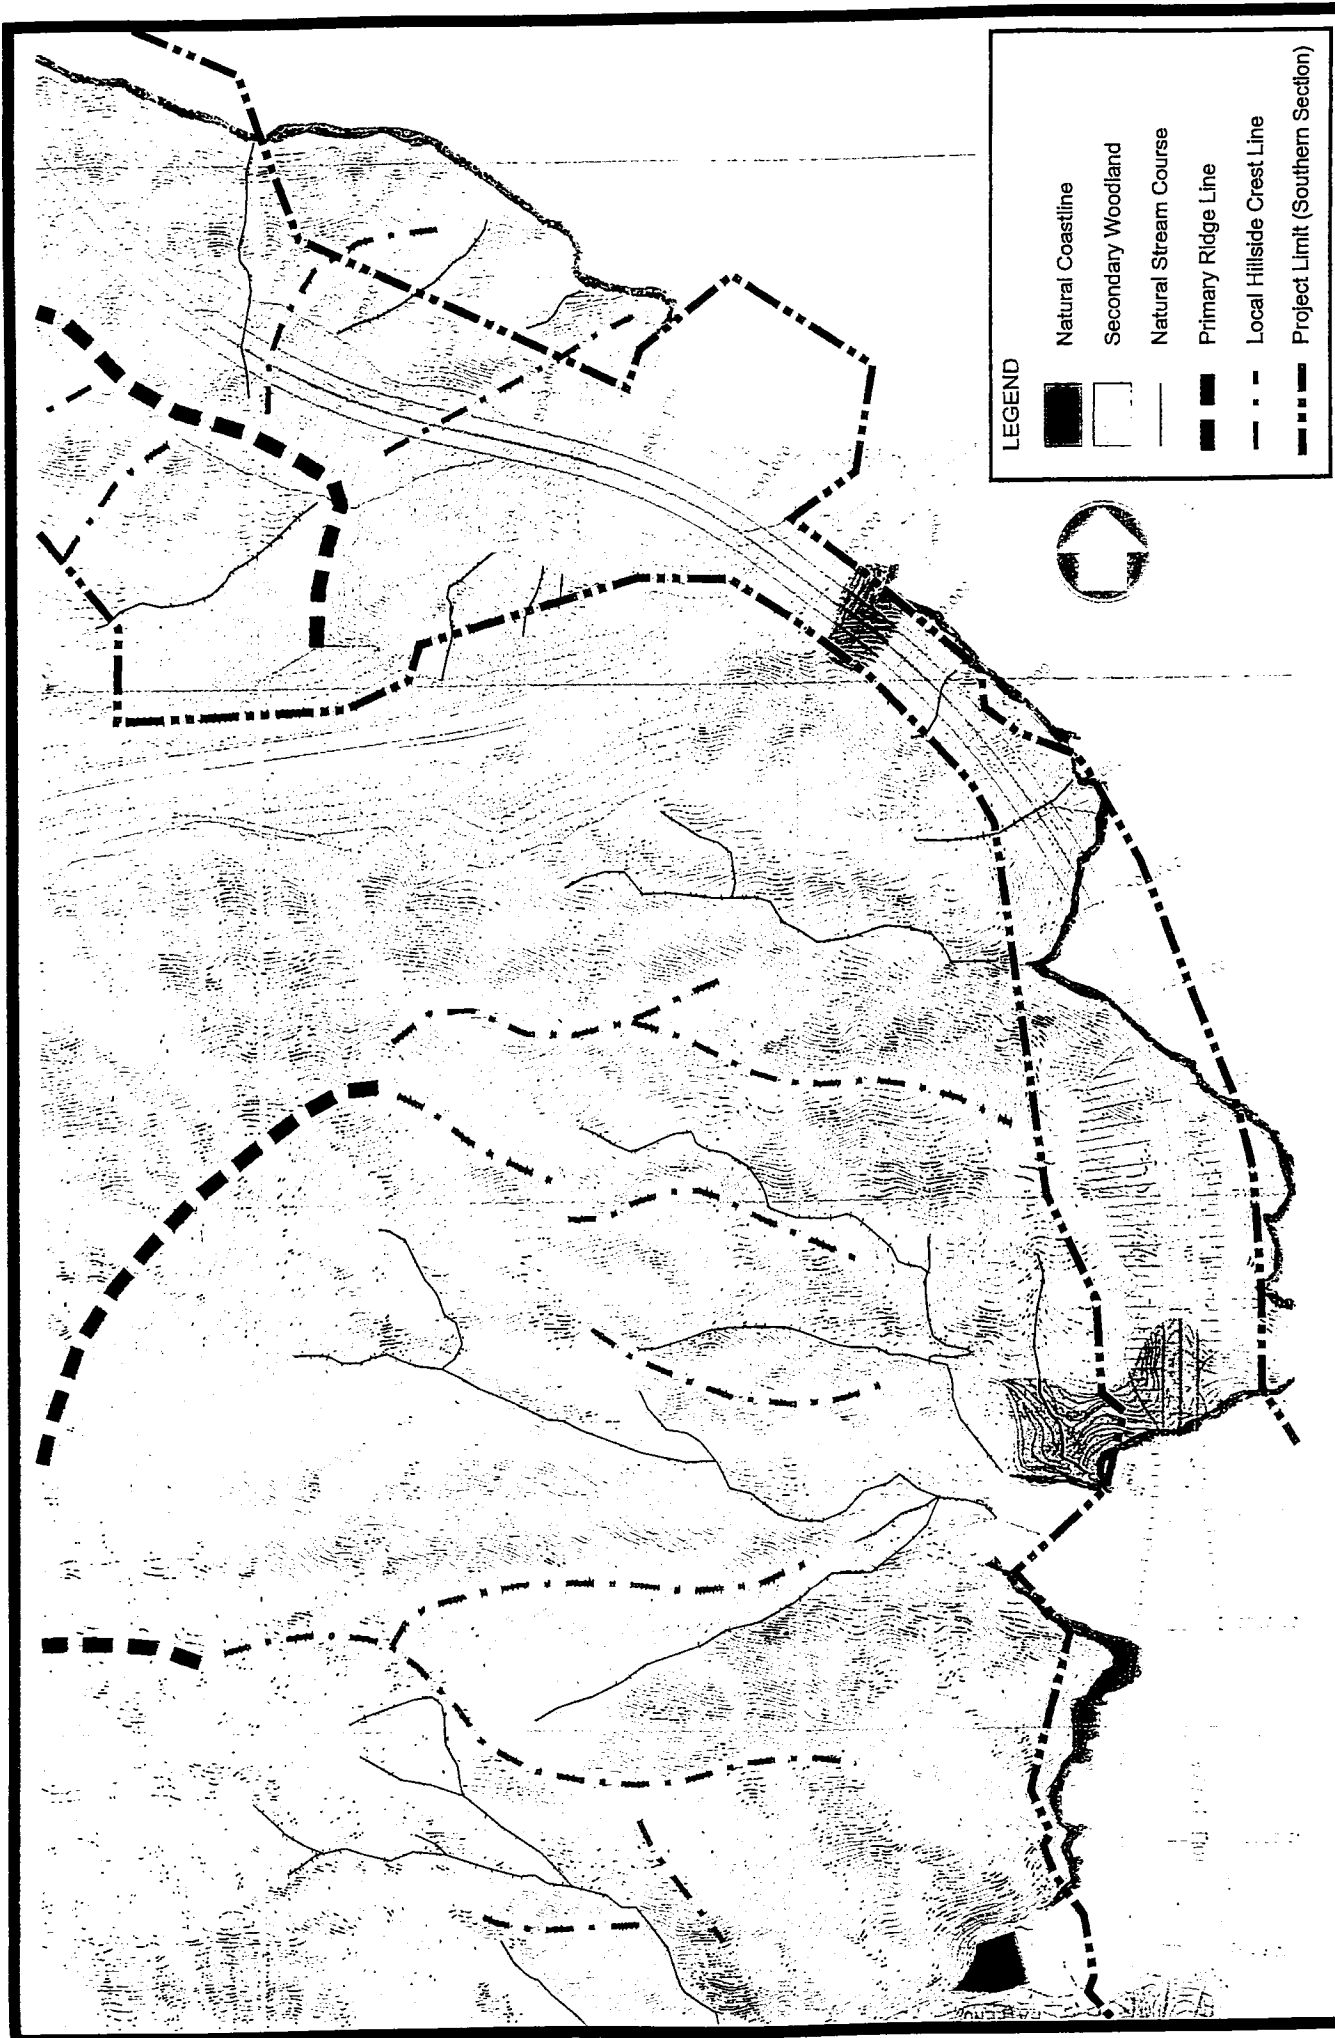 LEGEND
Natural Coastline
Secondary Woodland
Natural Stream Course
Primary Ridge Line
Local Hillside Crest Line
Project Limit (Southern Section)